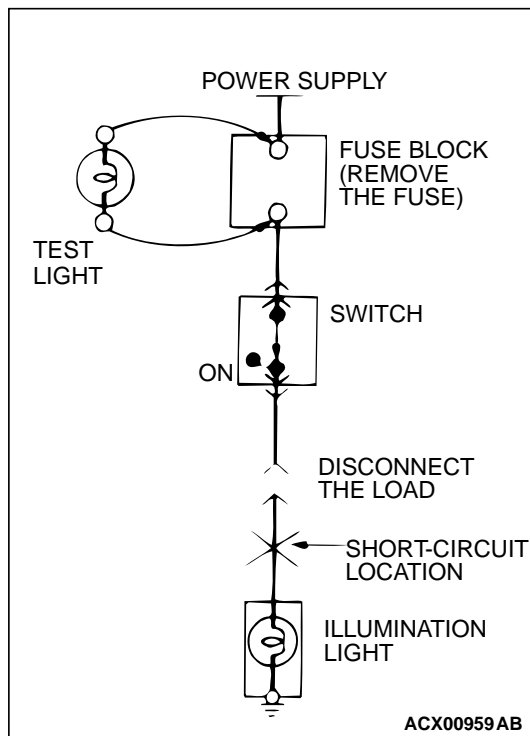 POWER SUPPLY
FUSE BLOCK
(REMOVE
THE FUSE)
TEST
LIGHT
SWITCH
ON
DISCONNECT
THE LOAD
SHORT-CIRCUIT
LOCATION
ILLUMINATION
LIGHT
ACX00959AB